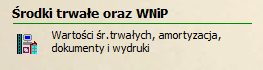 Środki trwałe oraz WNiP
Wartości śr.trwałych, amortyzacja,
dokumenty i wydruki